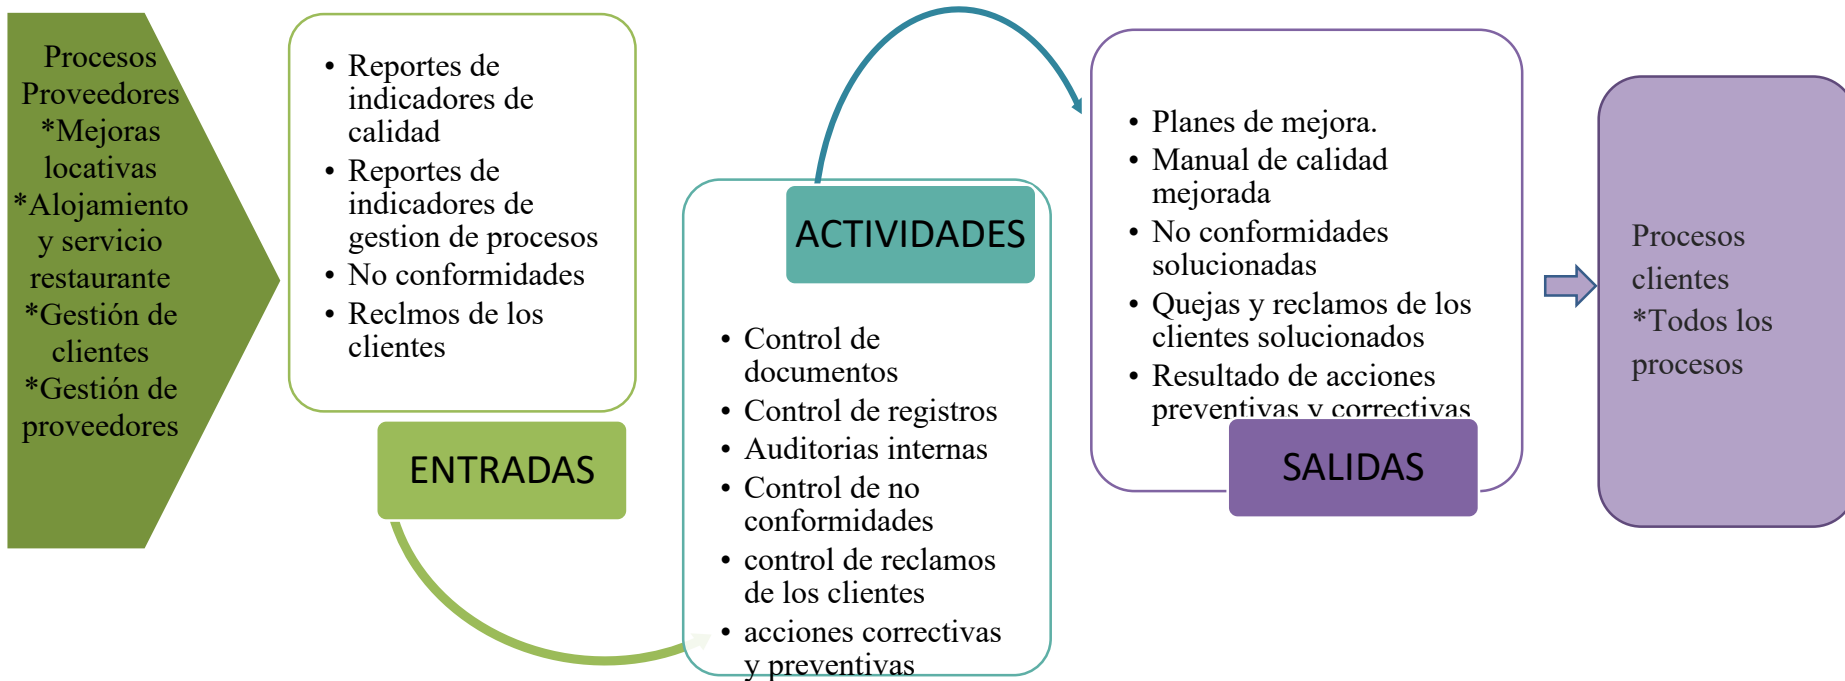 Procesos
Proveedores
*Mejoras
locativas
*Alojamiento
y servicio
restaurante
*Gestión de
clientes
*Gestión de
proveedores
• Reportes de
indicadores de
calidad
• Reportes de
indicadores de
gestion de procesos
• No conformidades
• Reclmos de los
clientes
ENTRADAS
ACTIVIDADES
• Control de
documentos
• Control de registros
• Auditorias internas
• Control de no
conformidades
• control de reclamos
de los clientes
• acciones correctivas
y preventivas
• Planes de mejora.
• Manual de calidad
mejorada
• No conformidades
solucionadas
• Quejas y reclamos de los
clientes solucionados
• Resultado de acciones
preventivas y correctivas
SALIDAS
Procesos
clientes
*Todos los
procesos